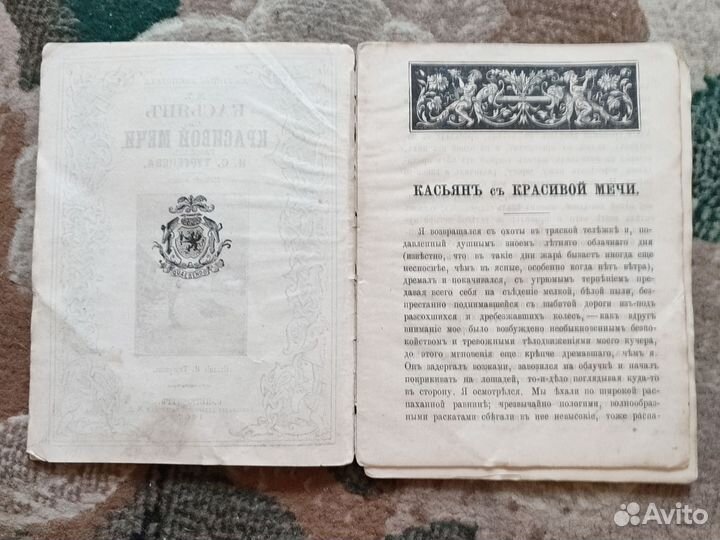 КАСЬЯНЪ
КРАСИВОЙ МЕЧИ.
И. С. ТУРГЕНЕВА.
КАСЬЯНЪ съ КРАСИВОЙ МЕЧИ.
Я возвращался съ охоты въ тряской телѣжкѣ и, по-
давленный душнымъ зноемъ лѣтняго облачнаго дня
(извѣстно, что въ такіе дни жара бываетъ иногда еще
несноснѣе, чѣмъ въ ясные, особенно когда нѣтъ вѣтра),
дремалъ и покачивался, съ угрюмымъ терпѣніемъ пре-
давая всего себя на съѣденіе мелкой, бѣлой пыли, без-
престанно поднимавшейся съ выбитой дороги изъ-подъ
разсохшихся и дребезжавшихъ колесъ,—какъ вдругъ
вниманіе мое было возбуждено необыкновеннымъ безпо-
койствомъ и тревожными тѣлодвиженіями моего кучера,
до этого мгновенія еще крѣпче дремавшаго, чѣмъ я.
Онъ задергалъ возжами, завозился на облучкѣ и началъ
покрикивать на лошадей, то-и-дѣло поглядывая куда-то
въ сторону. Я осмотрѣлся. Мы ѣхали по широкой рас-
паханной равнинѣ; чрезвычайно пологими, волнообраз-
ными раскатами сбѣгали въ нее невысокіе, тоже распа-
Avito